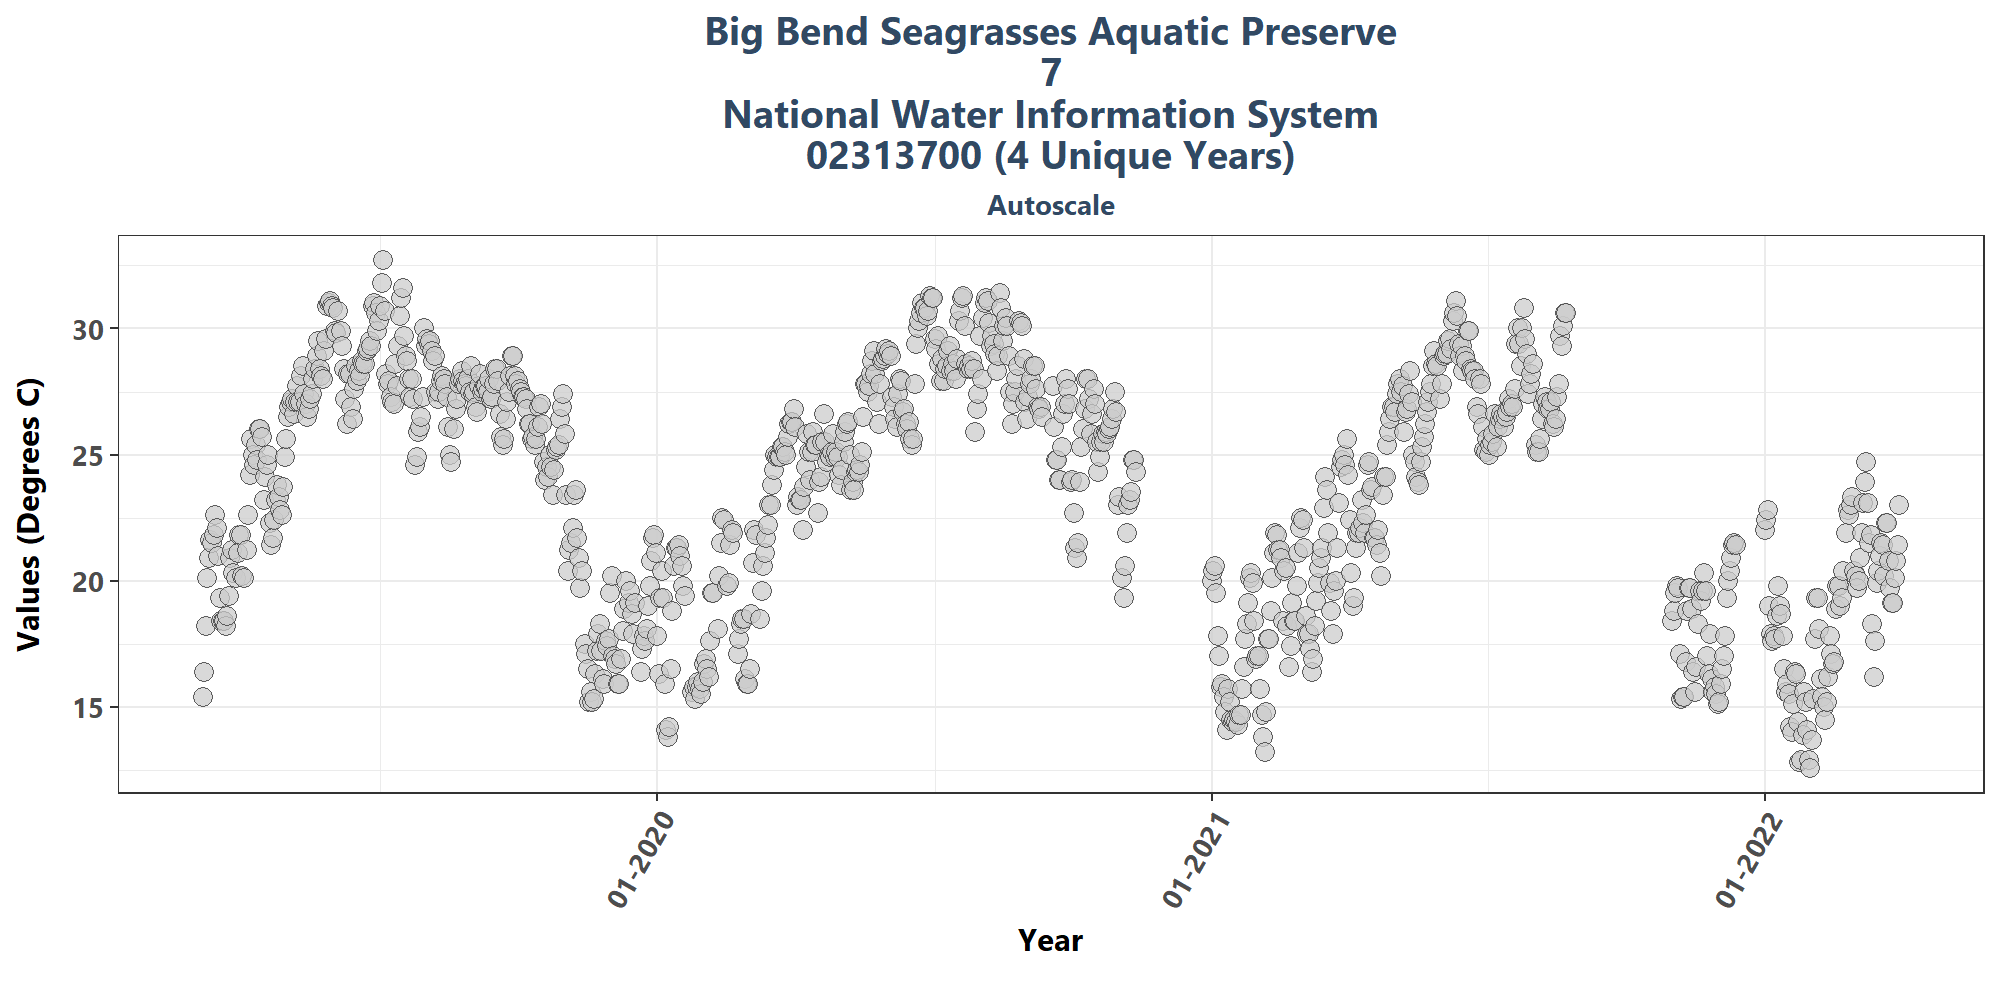 Big Bend Seagrasses Aquatic Preserve
7
National Water Information System
02313700 (4 Unique Years)
Autoscale
Values (Degrees C)
30
25
20
15
01-2020
01-2021
01-2022
Year